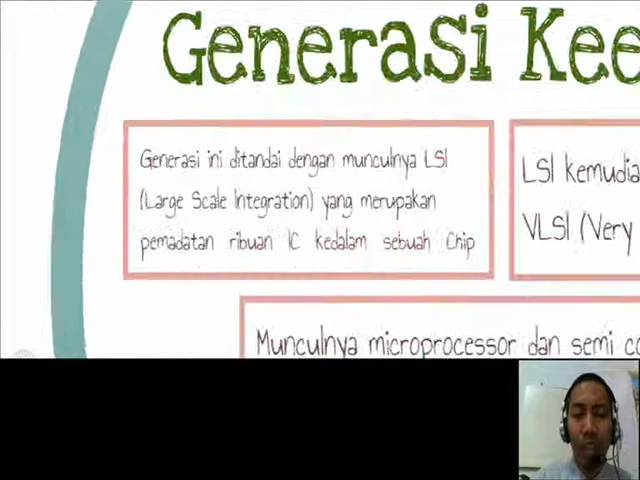 Generasi Kee
Generasi ini ditandai dengan munculnya LSI
(Large Scale Integration) yang merupakan
pemadatan ribuan IC kedalam sebuah Chip
LSI kemudia
VLSI (Very
Munculnya microprocessor dan semi co